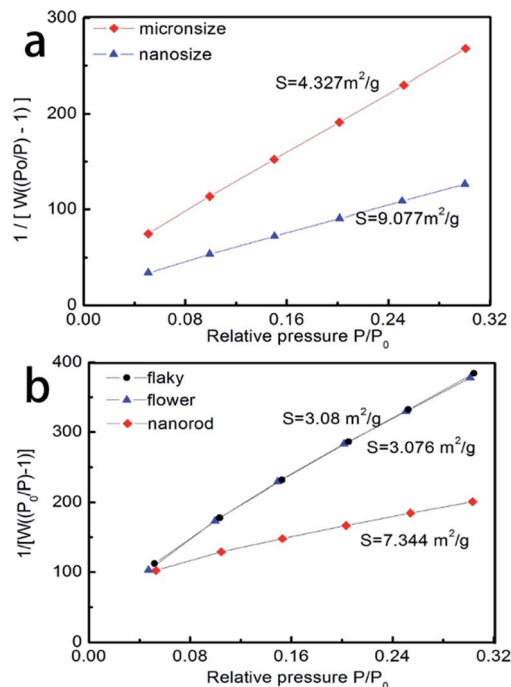 a
micronsize
nanosize
S=4.327m²/g
S=9.077m²/g
1 / [ W((Po/P) - 1) ]
300
200
100
0
0.00 0.08 0.16 0.24 0.32
Relative pressure P/P₀
b
flaky
flower
nanorod
S=3.08 m²/g
S=3.076 m²/g
S=7.344 m²/g
1/[W((P₀/P)-1)]
400
300
200
100
0
0.00 0.08 0.16 0.24 0.32
Relative pressure P/P₀